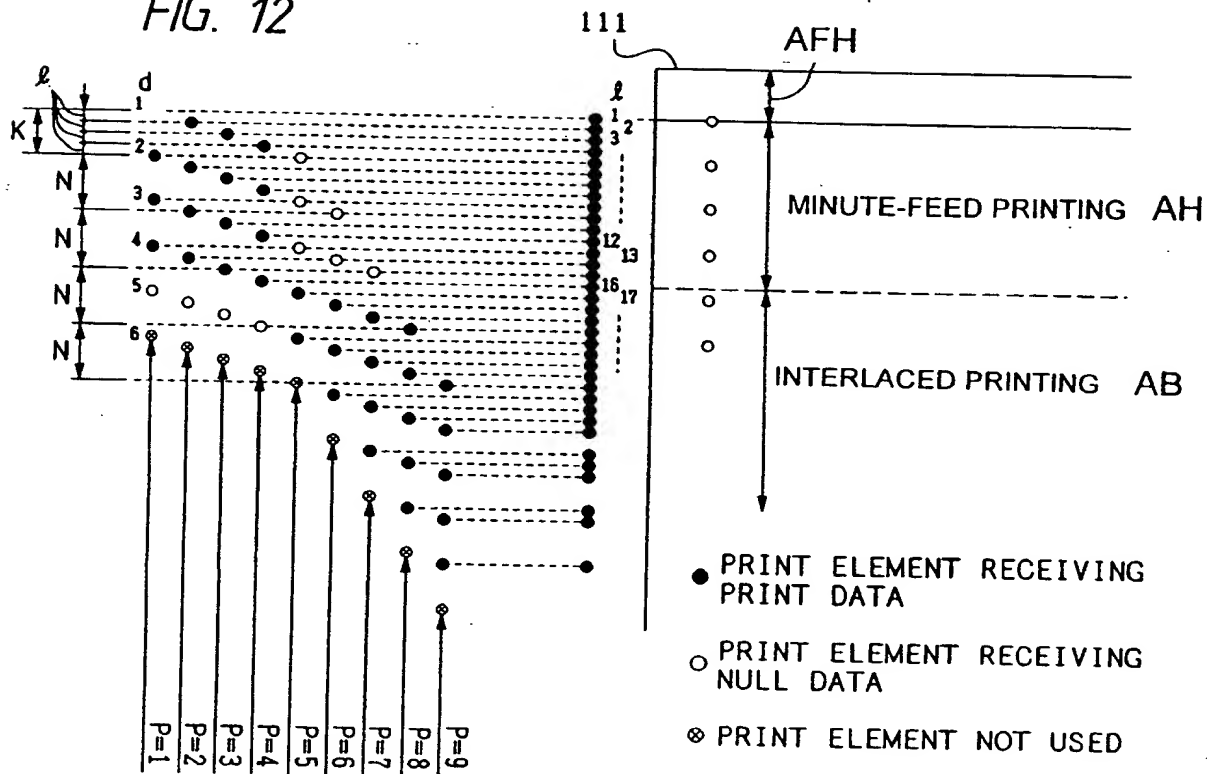 FIG. 12
111
AFH
ℓ
d
K
1
2
N
3
N
4
N
5
N
6
ℓ
1
2
3
12
13
16
17
MINUTE-FEED PRINTING AH
INTERLACED PRINTING AB
● PRINT ELEMENT RECEIVING
PRINT DATA
○ PRINT ELEMENT RECEIVING
NULL DATA
⊗ PRINT ELEMENT NOT USED
P=1
P=2
P=3
P=4
P=5
P=6
P=7
P=8
P=9